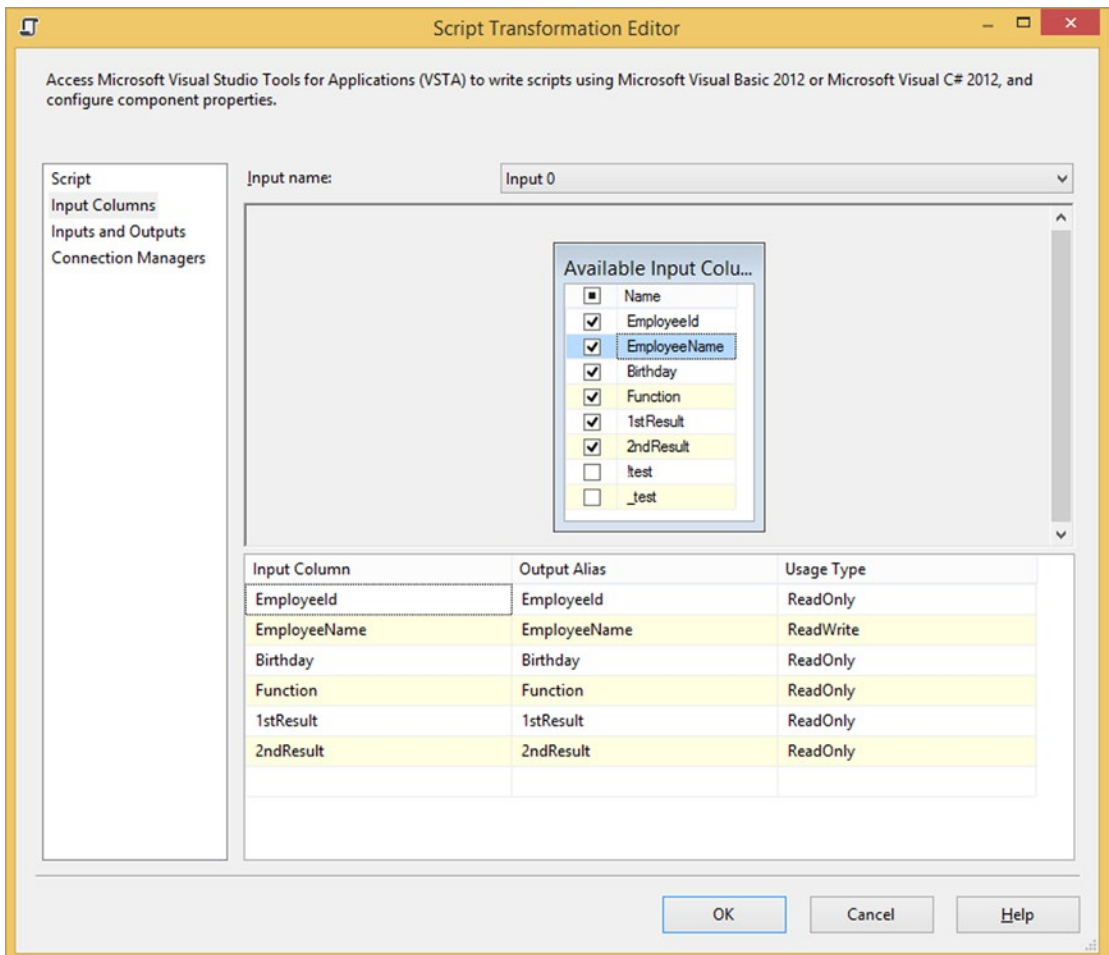 Script Transformation Editor
Access Microsoft Visual Studio Tools for Applications (VSTA) to write scripts using Microsoft Visual Basic 2012 or Microsoft Visual C# 2012, and
configure component properties.
Script
Input Columns
Inputs and Outputs
Connection Managers
Input name:
Input 0
Available Input Colu...
Name
EmployeeId
EmployeeName
Birthday
Function
1stResult
2ndResult
!test
_test
Input Column Output Alias Usage Type
EmployeeId EmployeeId ReadOnly
EmployeeName EmployeeName ReadWrite
Birthday Birthday ReadOnly
Function Function ReadOnly
1stResult 1stResult ReadOnly
2ndResult 2ndResult ReadOnly
OK Cancel Help